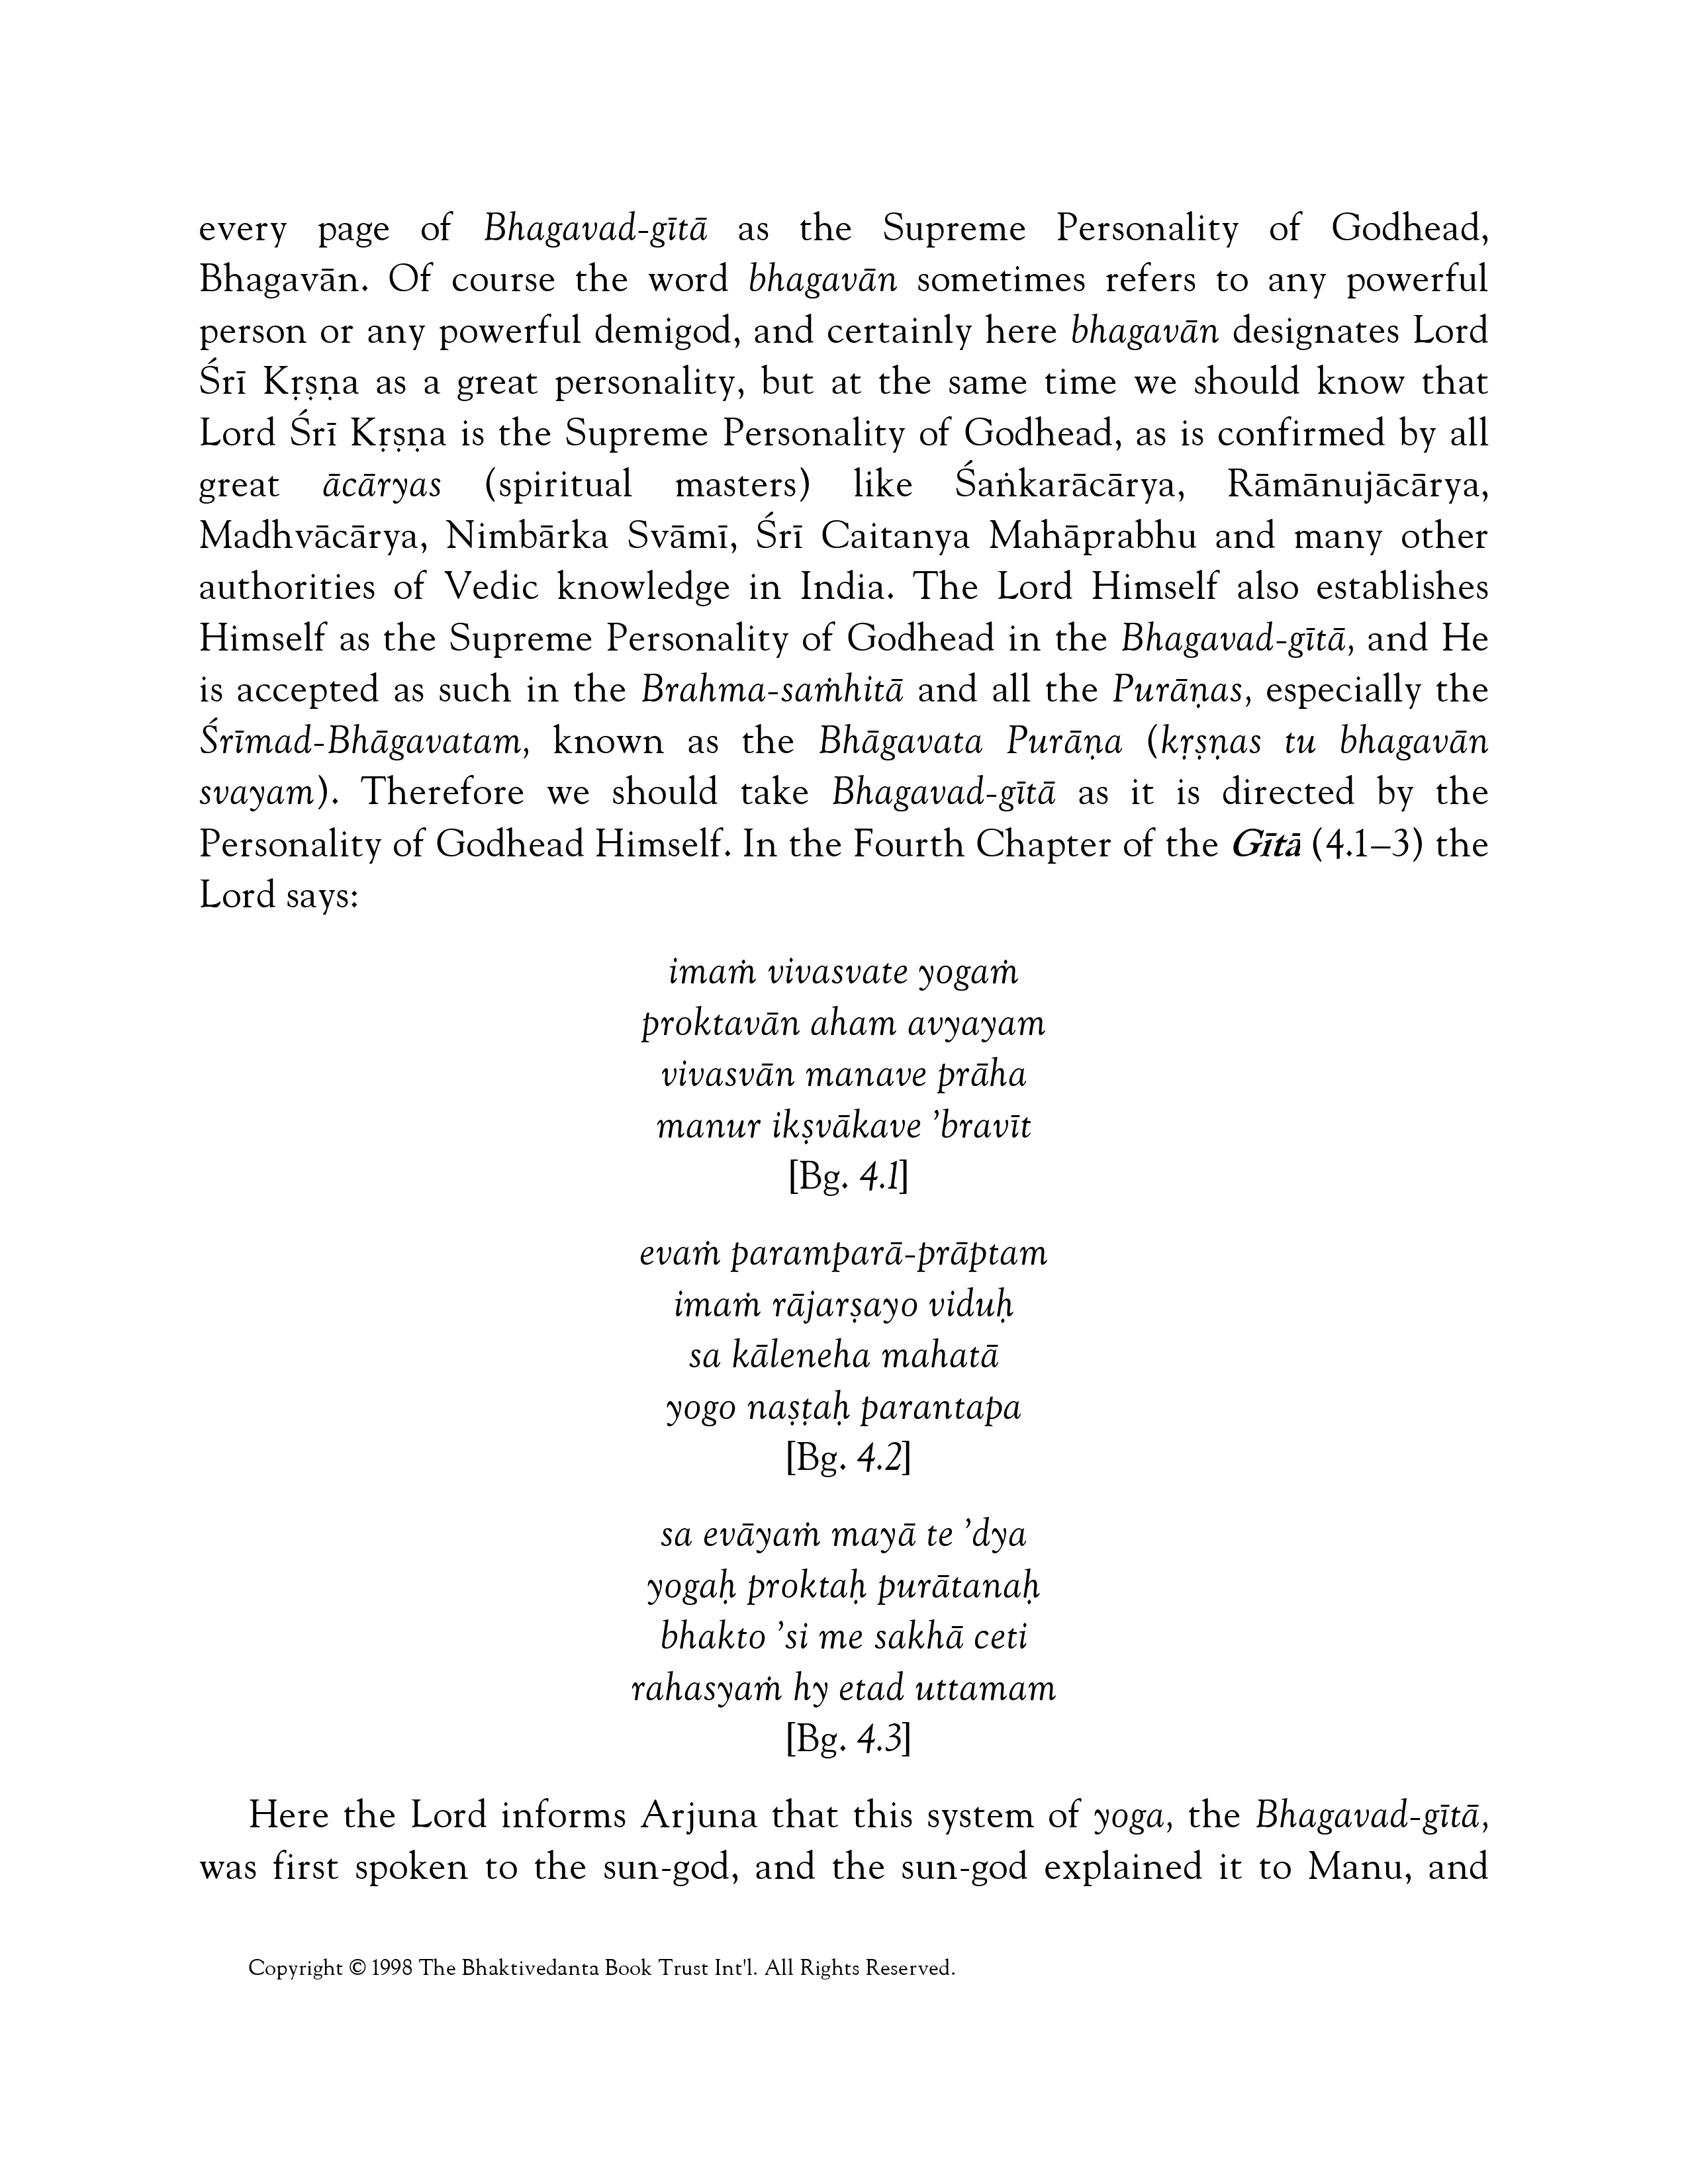 every page of Bhagavad-gītā as the Supreme Personality of Godhead,
Bhagavān. Of course the word bhagavān sometimes refers to any powerful
person or any powerful demigod, and certainly here bhagavān designates Lord
Śrī Kṛṣṇa as a great personality, but at the same time we should know that
Lord Śrī Kṛṣṇa is the Supreme Personality of Godhead, as is confirmed by all
great ācāryas (spiritual masters) like Śaṅkarācārya, Rāmānujācārya,
Madhvācārya, Nimbārka Svāmī, Śrī Caitanya Mahāprabhu and many other
authorities of Vedic knowledge in India. The Lord Himself also establishes
Himself as the Supreme Personality of Godhead in the Bhagavad-gītā, and He
is accepted as such in the Brahma-saṁhitā and all the Purāṇas, especially the
Śrīmad-Bhāgavatam, known as the Bhāgavata Purāṇa (kṛṣṇas tu bhagavān
svayam). Therefore we should take Bhagavad-gītā as it is directed by the
Personality of Godhead Himself. In the Fourth Chapter of the Gītā (4.1–3) the
Lord says:
imaṁ vivasvate yogaṁ
proktavān aham avyayam
vivasvān manave prāha
manur ikṣvākave ’bravīt
[Bg. 4.1]
evaṁ paramparā-prāptam
imaṁ rājarṣayo viduḥ
sa kāleneha mahatā
yogo naṣṭaḥ parantapa
[Bg. 4.2]
sa evāyaṁ mayā te ’dya
yogaḥ proktaḥ purātanaḥ
bhakto ’si me sakhā ceti
rahasyaṁ hy etad uttamam
[Bg. 4.3]
Here the Lord informs Arjuna that this system of yoga, the Bhagavad-gītā,
was first spoken to the sun-god, and the sun-god explained it to Manu, and
Copyright © 1998 The Bhaktivedanta Book Trust Int'l. All Rights Reserved.